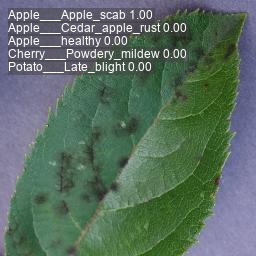 Apple___Apple_scab 1.00
Apple___Cedar_apple_rust 0.00
Apple___healthy 0.00
Cherry___Powdery_mildew 0.00
Potato___Late_blight 0.00